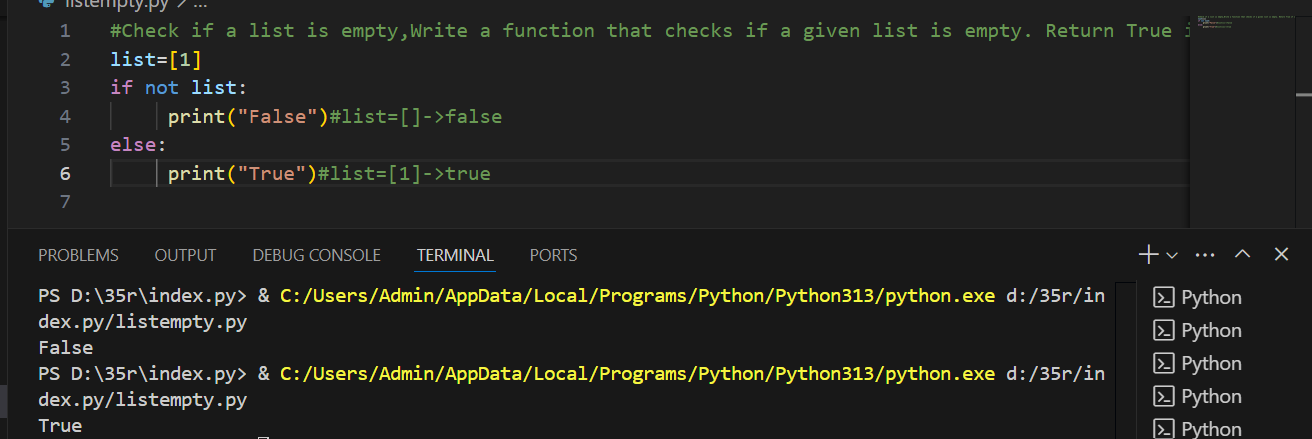 listempty.py > ...
1 #Check if a list is empty,Write a function that checks if a given list is empty. Return True i
2 list=[1]
3 if not list:
4 print("False")#list=[]->false
5 else:
6 print("True")#list=[1]->true
7
PROBLEMS OUTPUT DEBUG CONSOLE TERMINAL PORTS
PS D:\35r\index.py> & C:/Users/Admin/AppData/Local/Programs/Python/Python313/python.exe d:/35r/in
dex.py/listempty.py
False
PS D:\35r\index.py> & C:/Users/Admin/AppData/Local/Programs/Python/Python313/python.exe d:/35r/in
dex.py/listempty.py
True
Python
Python
Python
Python
Python